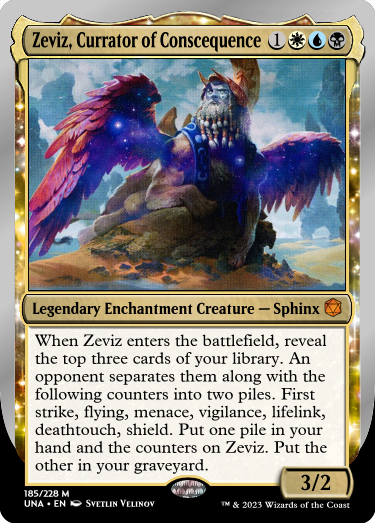 Zeviz, Currator of Conscequence 1
Legendary Enchantment Creature — Sphinx
When Zeviz enters the battlefield, reveal
the top three cards of your library. An
opponent separates them along with the
following counters into two piles. First
strike, flying, menace, vigilance, lifelink,
deathtouch, shield. Put one pile in your
hand and the counters on Zeviz. Put the
other in your graveyard.
3/2
185/228 M
UNA • EN Svetlin Velinov
™ & 2023 Wizards of the Coast